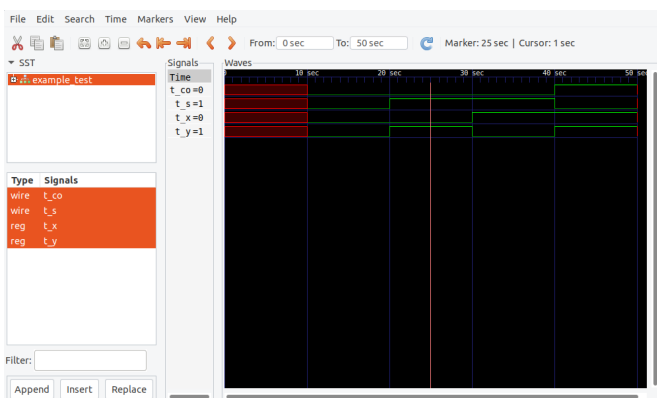 File Edit Search Time Markers View Help
From: 0 sec To: 50 sec Marker: 25 sec | Cursor: 1 sec
SST
example_test
Type Signals
wire t_co
wire t_s
reg t_x
reg t_y
Filter:
Append Insert Replace
Signals
Time
t_co=0
t_s=1
t_x=0
t_y=1
Waves
0 10 sec 20 sec 30 sec 40 sec 50 sec